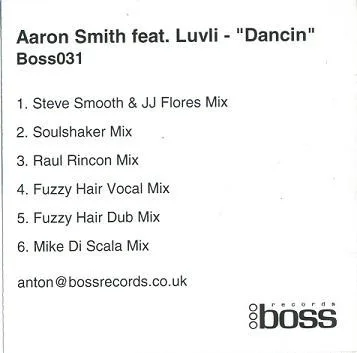 Aaron Smith feat. Luvli - "Dancin"
Boss031
1. Steve Smooth & JJ Flores Mix
2. Soulshaker Mix
3. Raul Rincon Mix
4. Fuzzy Hair Vocal Mix
5. Fuzzy Hair Dub Mix
6. Mike Di Scala Mix
anton@bossrecords.co.uk
records
boss